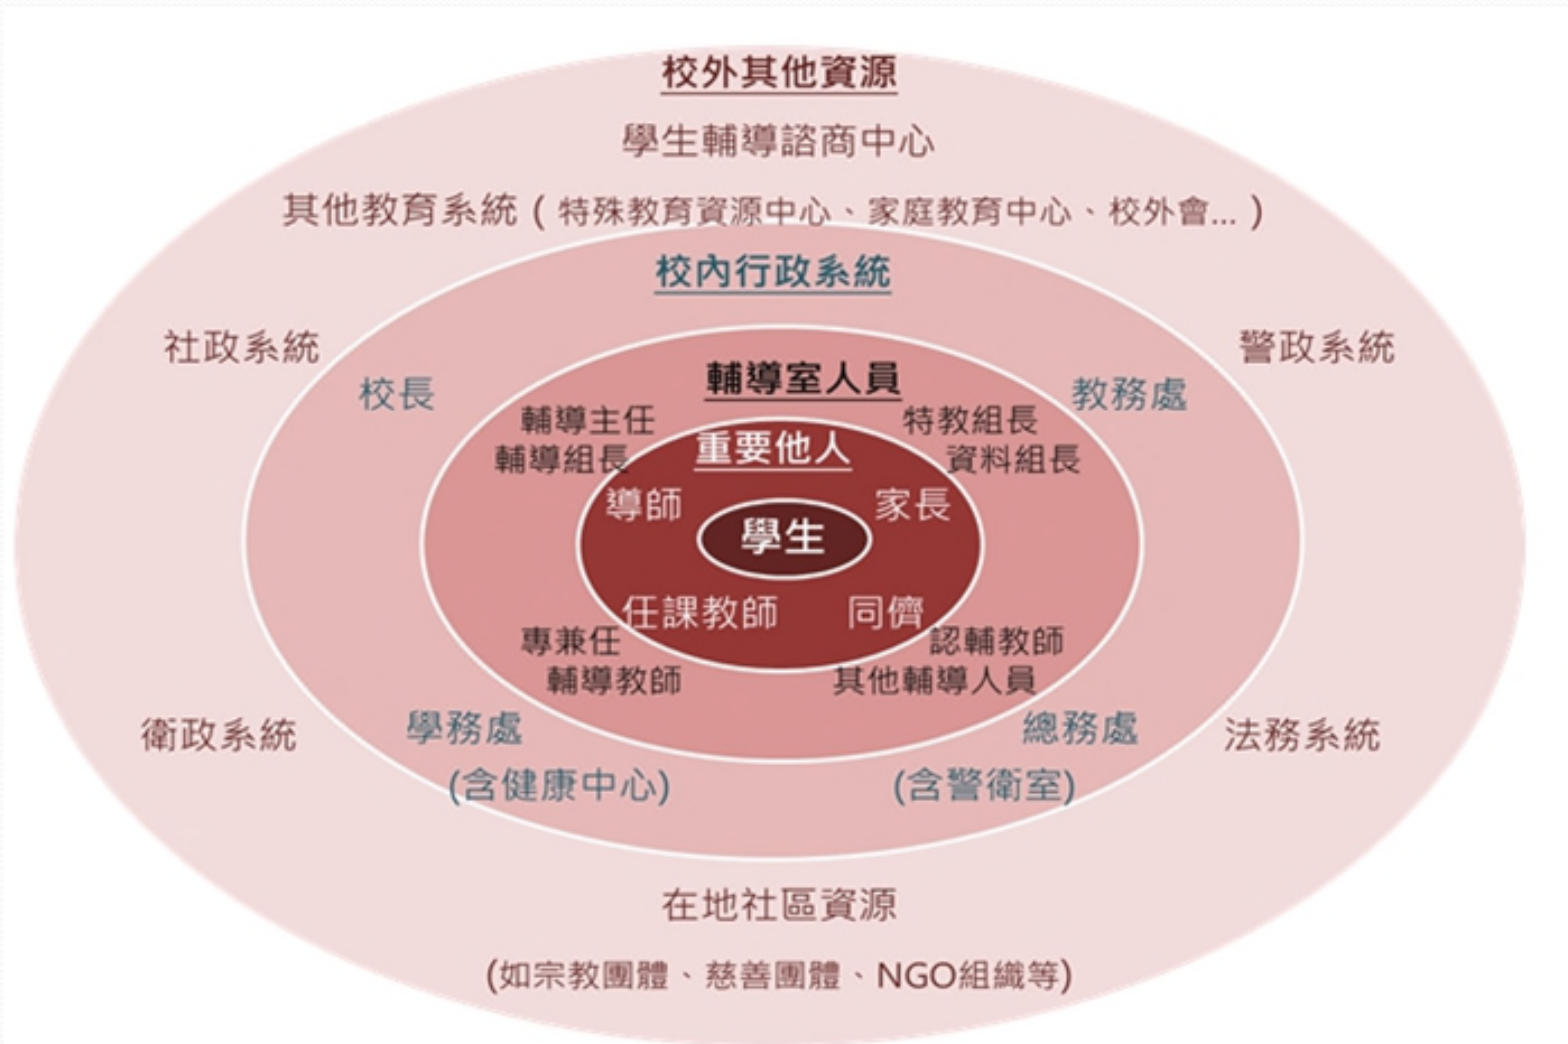 校外其他資源
學生輔導諮商中心
其他教育系統（特殊教育資源中心、家庭教育中心、校外會...）
校內行政系統
社政系統
警政系統
校長
教務處
輔導室人員
輔導主任
特教組長
輔導組長
資料組長
重要他人
導師
家長
學生
任課教師
同儕
專兼任
認輔教師
輔導教師
其他輔導人員
學務處
總務處
衛政系統
法務系統
(含健康中心)
(含警衛室)
在地社區資源
(如宗教團體、慈善團體、NGO組織等)